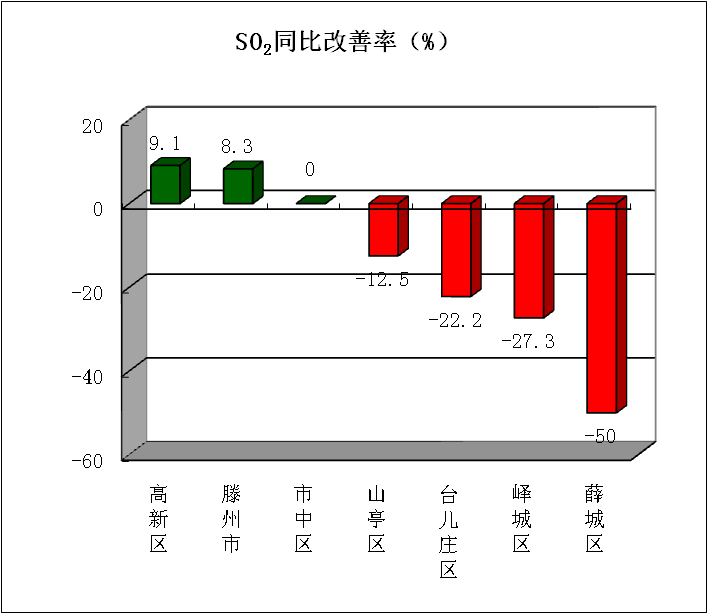 SO₂同比改善率（%）
20
0
-20
-40
-60
9.1
8.3
0
-12.5
-22.2
-27.3
-50
高新区
滕州市
市中区
山亭区
台儿庄区
峄城区
薛城区